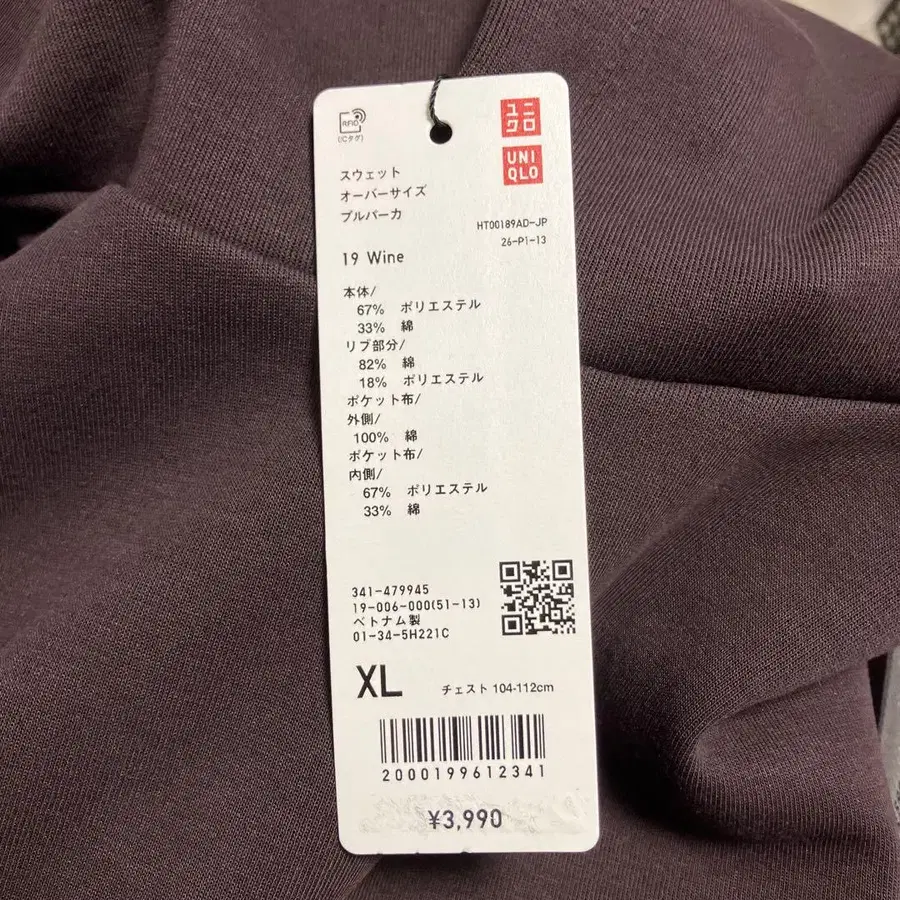 RFID
(ICタグ)
ユニ
クロ
UNI
QLO
スウェット
オーバーサイズ
プルパーカ
HT00189AD-JP
26-P1-13
19 Wine
本体/
67% ポリエステル
33% 綿
リブ部分/
82% 綿
18% ポリエステル
ポケット布/
外側/
100% 綿
ポケット布/
内側/
67% ポリエステル
33% 綿
341-479945
19-006-000(51-13)
ベトナム製
01-34-5H221C
XL チェスト 104-112cm
2000199612341
¥3,990